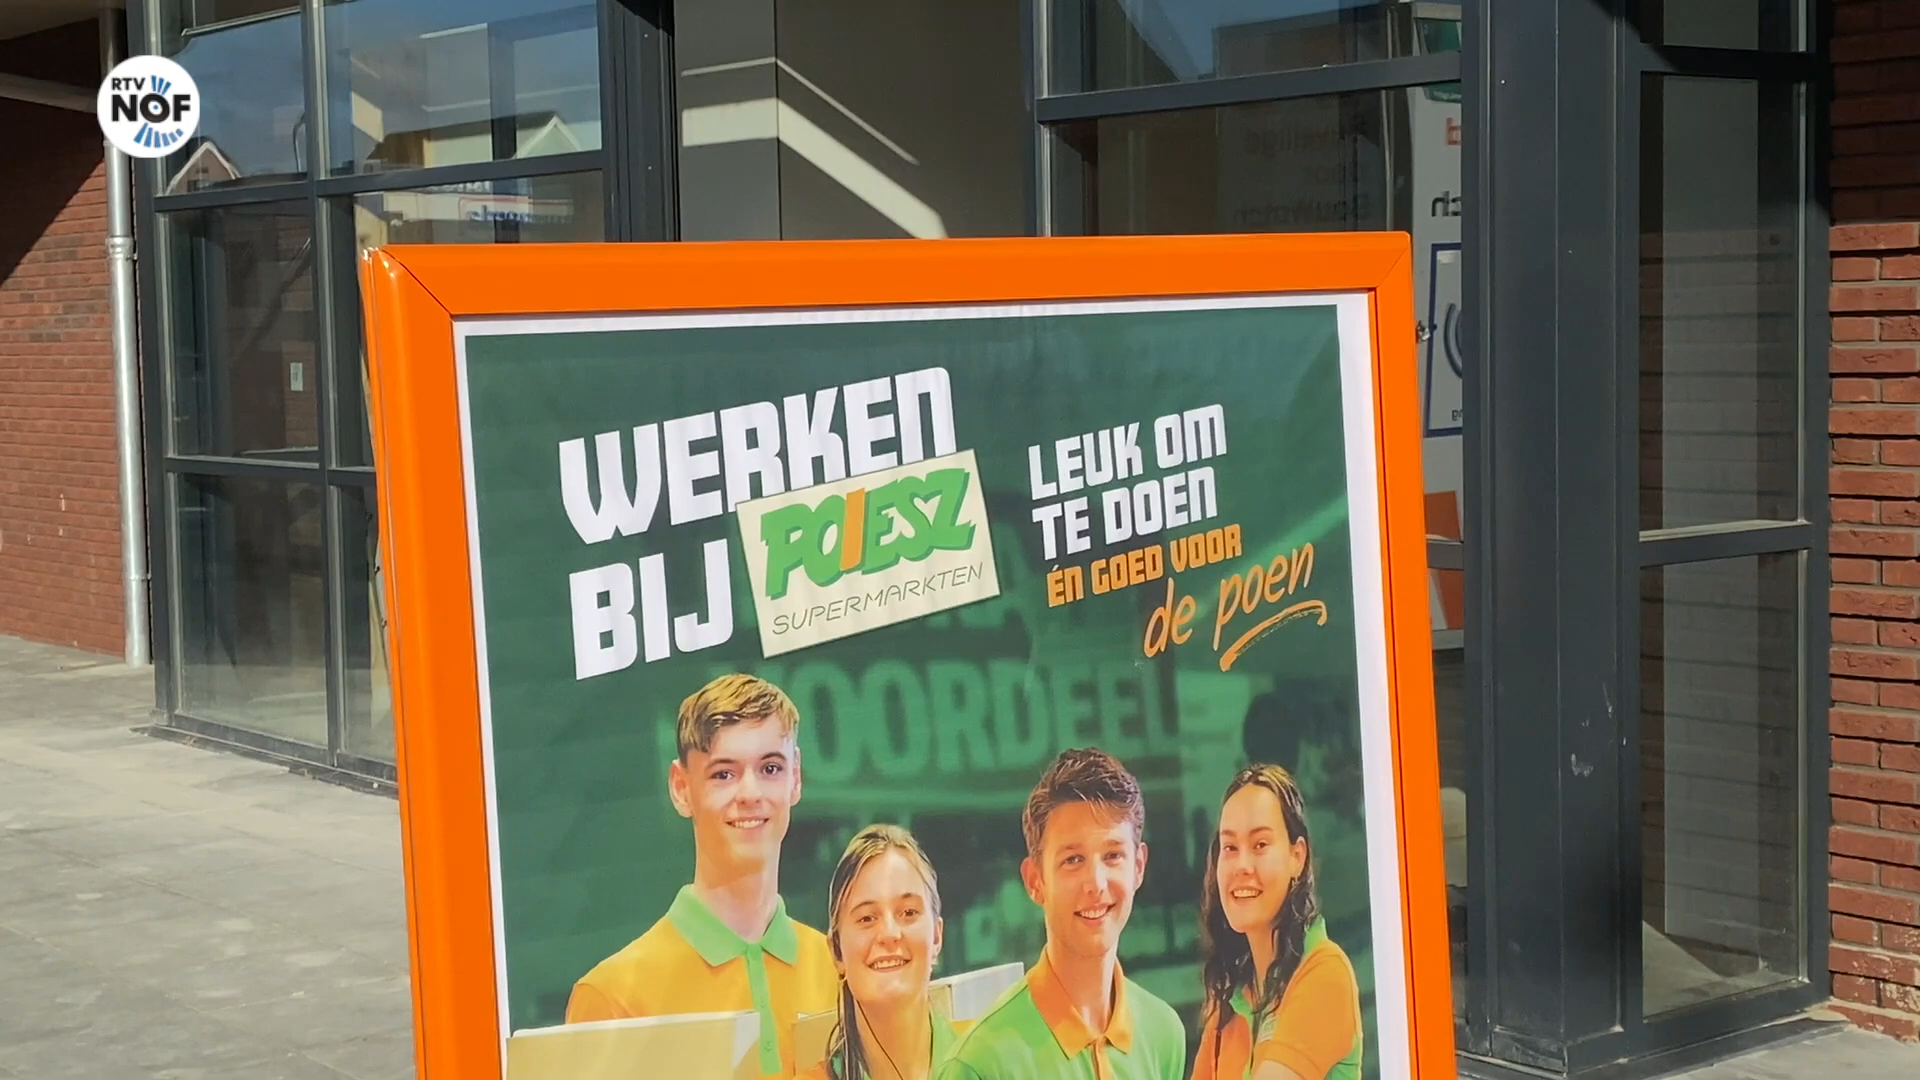 RTV
NOF
WERKEN
BIJ
POIESZ
SUPERMARKTEN
LEUK OM
TE DOEN
ÉN GOED VOOR
de poen
VOORDEEL